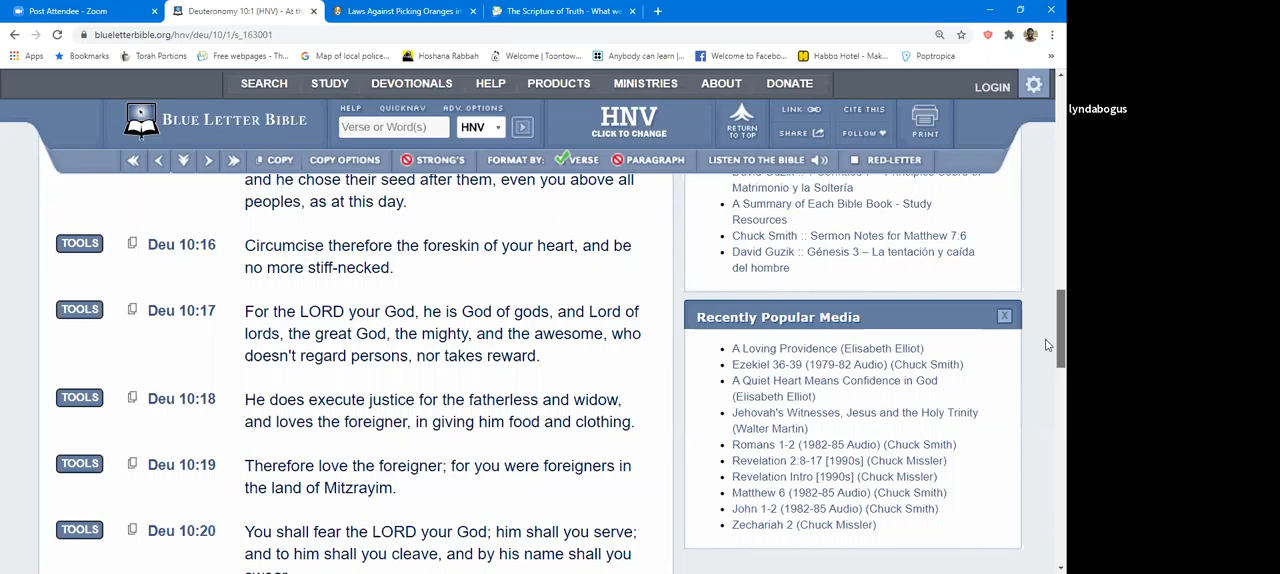 Post Attendee - Zoom
Deuteronomy 10:1 (HNV) - At th
Laws Against Picking Oranges in
The Scripture of Truth - What we
blueletterbible.org/hnv/deu/10/1/s_163001
Apps
Bookmarks
Torah Portions
Free webpages - Th...
Map of local police...
Hoshana Rabbah
Welcome | Toontow...
Anybody can learn |...
Welcome to Faceb...
Habbo Hotel - Mak...
Poptropica
»
SEARCH STUDY DEVOTIONALS HELP PRODUCTS MINISTRIES ABOUT DONATE
LOGIN
BLUE LETTER BIBLE
HELP QUICKNAV ADV. OPTIONS
Verse or Word(s)
HNV
HNV
CLICK TO CHANGE
RETURN
TO TOP
LINK
CITE THIS
SHARE
FOLLOW
PRINT
COPY
COPY OPTIONS
STRONG'S
FORMAT BY:
VERSE
PARAGRAPH
LISTEN TO THE BIBLE
RED-LETTER
and he chose their seed after them, even you above all
peoples, as at this day.
TOOLS Deu 10:16 Circumcise therefore the foreskin of your heart, and be
no more stiff-necked.
TOOLS Deu 10:17 For the LORD your God, he is God of gods, and Lord of
lords, the great God, the mighty, and the awesome, who
doesn't regard persons, nor takes reward.
TOOLS Deu 10:18 He does execute justice for the fatherless and widow,
and loves the foreigner, in giving him food and clothing.
TOOLS Deu 10:19 Therefore love the foreigner; for you were foreigners in
the land of Mitzrayim.
TOOLS Deu 10:20 You shall fear the LORD your God; him shall you serve;
and to him shall you cleave, and by his name shall you
Matrimonio y la Soltería
A Summary of Each Bible Book - Study
Resources
Chuck Smith :: Sermon Notes for Matthew 7:6
David Guzik :: Génesis 3 – La tentación y caída
del hombre
Recently Popular Media
X
A Loving Providence (Elisabeth Elliot)
Ezekiel 36-39 (1979-82 Audio) (Chuck Smith)
A Quiet Heart Means Confidence in God
(Elisabeth Elliot)
Jehovah's Witnesses, Jesus and the Holy Trinity
(Walter Martin)
Romans 1-2 (1982-85 Audio) (Chuck Smith)
Revelation 2:8-17 [1990s] (Chuck Missler)
Revelation Intro [1990s] (Chuck Missler)
Matthew 6 (1982-85 Audio) (Chuck Smith)
John 1-2 (1982-85 Audio) (Chuck Smith)
Zechariah 2 (Chuck Missler)
lyndabogus